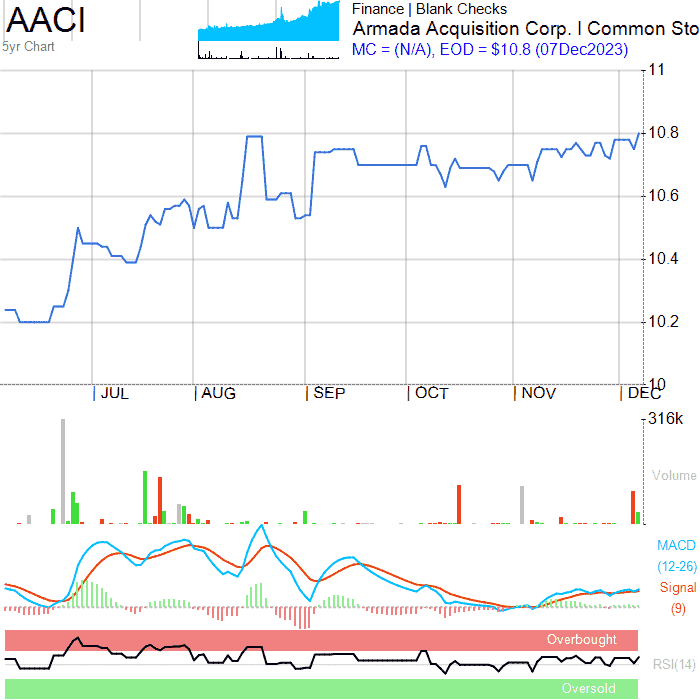 AACI
5yr Chart
Finance | Blank Checks
Armada Acquisition Corp. I Common Sto
MC = (N/A), EOD = $10.8 (07Dec2023)
11
10.8
10.6
10.4
10.2
10
JUL AUG SEP OCT NOV DEC
316k
Volume
MACD
(12-26)
Signal
(9)
Overbought
RSI(14)
Oversold